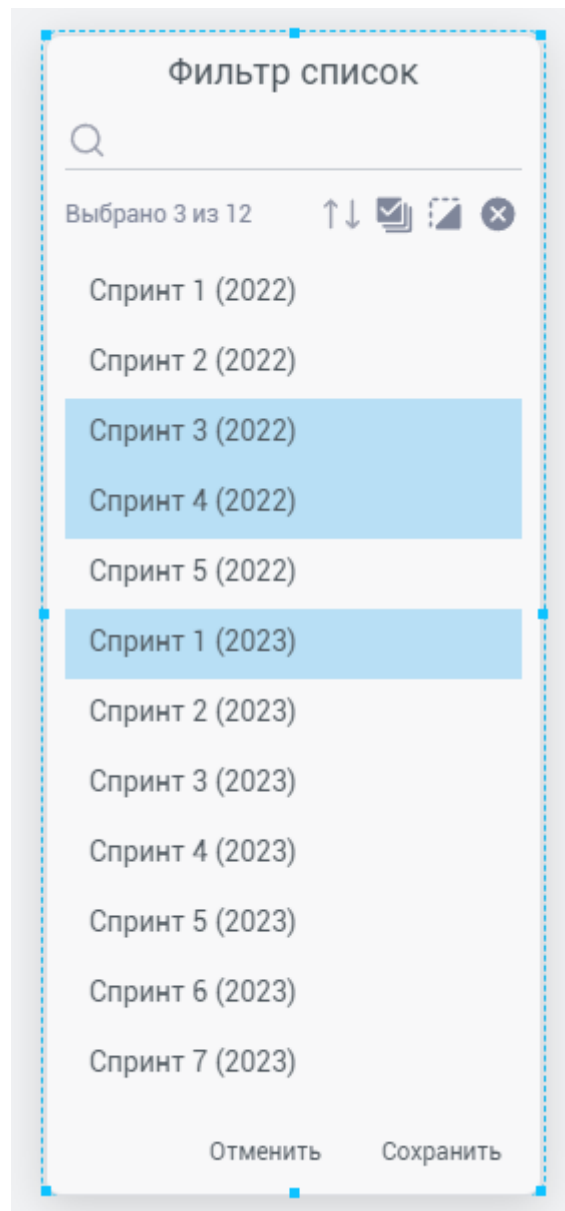 Фильтр список
Выбрано 3 из 12
Спринт 1 (2022)
Спринт 2 (2022)
Спринт 3 (2022)
Спринт 4 (2022)
Спринт 5 (2022)
Спринт 1 (2023)
Спринт 2 (2023)
Спринт 3 (2023)
Спринт 4 (2023)
Спринт 5 (2023)
Спринт 6 (2023)
Спринт 7 (2023)
Отменить Сохранить